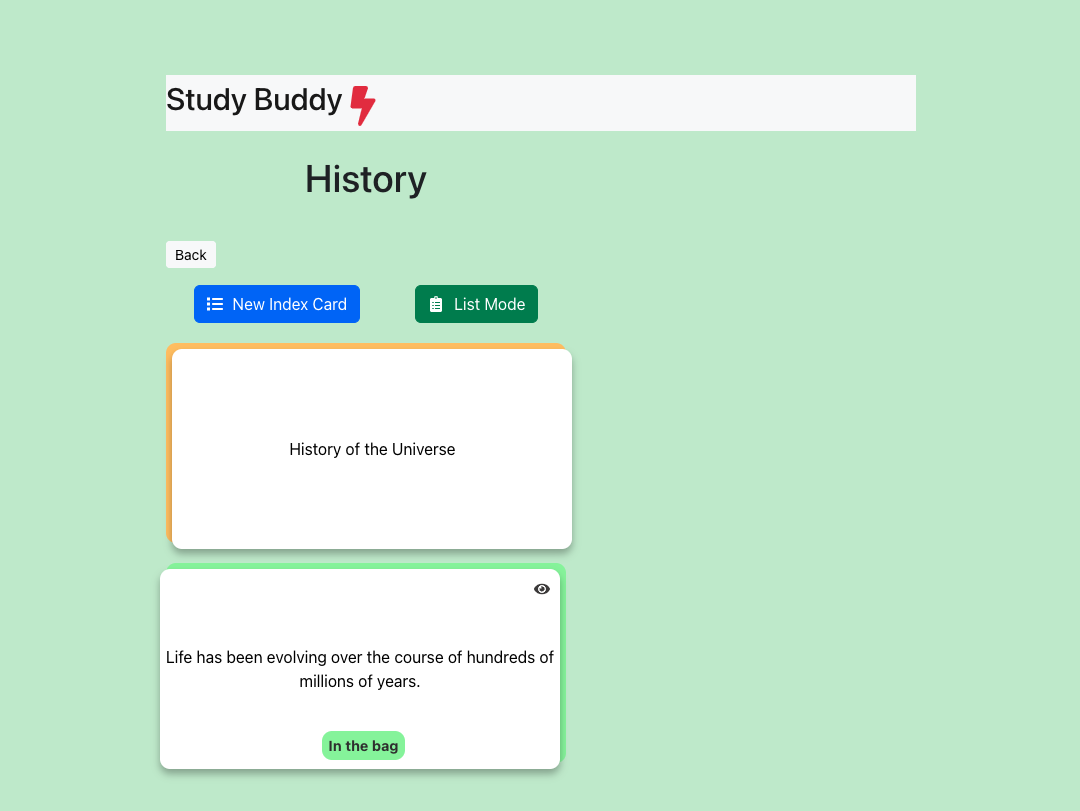 Study Buddy
History
Back
New Index Card
List Mode
History of the Universe
Life has been evolving over the course of hundreds of
millions of years.
In the bag